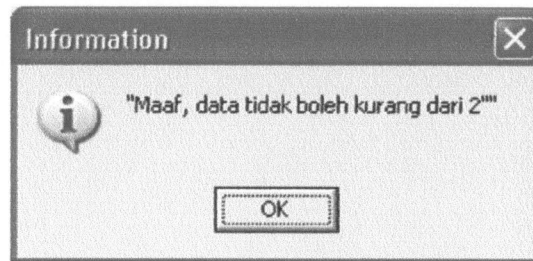 Information
"Maaf, data tidak boleh kurang dari 2""
OK